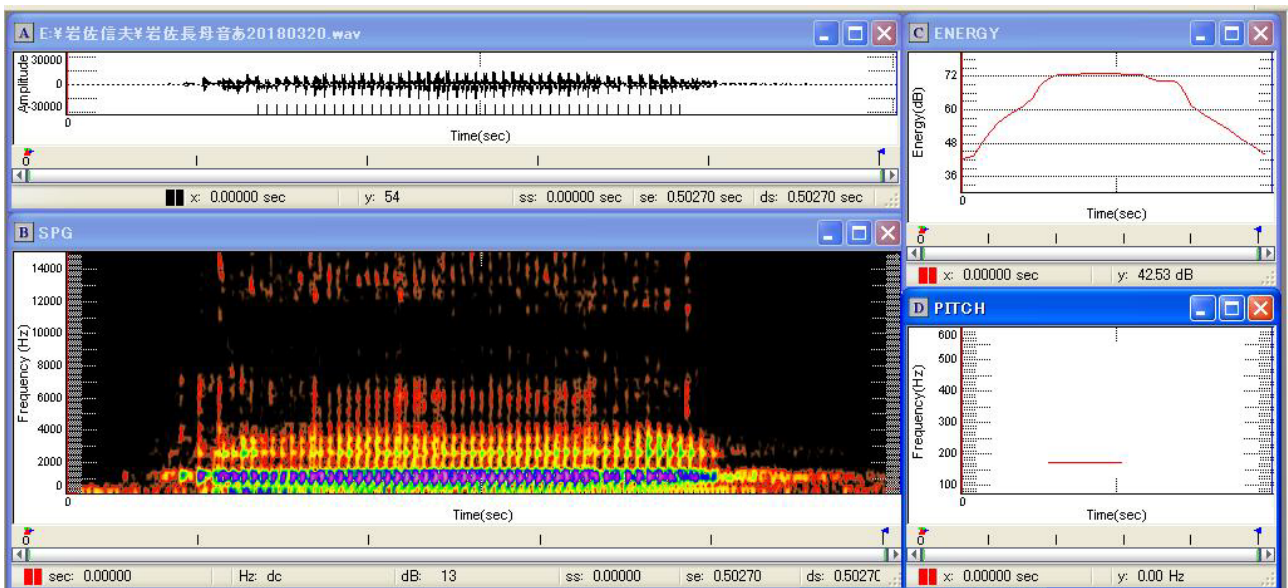 A E:¥岩佐信夫¥岩佐長母音あ20180320.wav
Amplitude
30000
0
-30000
0
Time(sec)
0
x: 0.00000 sec y: 54 ss: 0.00000 sec se: 0.50270 sec ds: 0.50270 sec
B SPG
Frequency (Hz)
14000
12000
10000
8000
6000
4000
2000
0
0
Time(sec)
0
sec: 0.00000 Hz: dc dB: 13 ss: 0.00000 se: 0.50270 ds: 0.50270
C ENERGY
Energy(dB)
72
60
48
36
0
Time(sec)
0
x: 0.00000 sec y: 42.53 dB
D PITCH
Frequency(Hz)
600
500
400
300
200
100
0
Time(sec)
0
x: 0.00000 sec y: 0.00 Hz